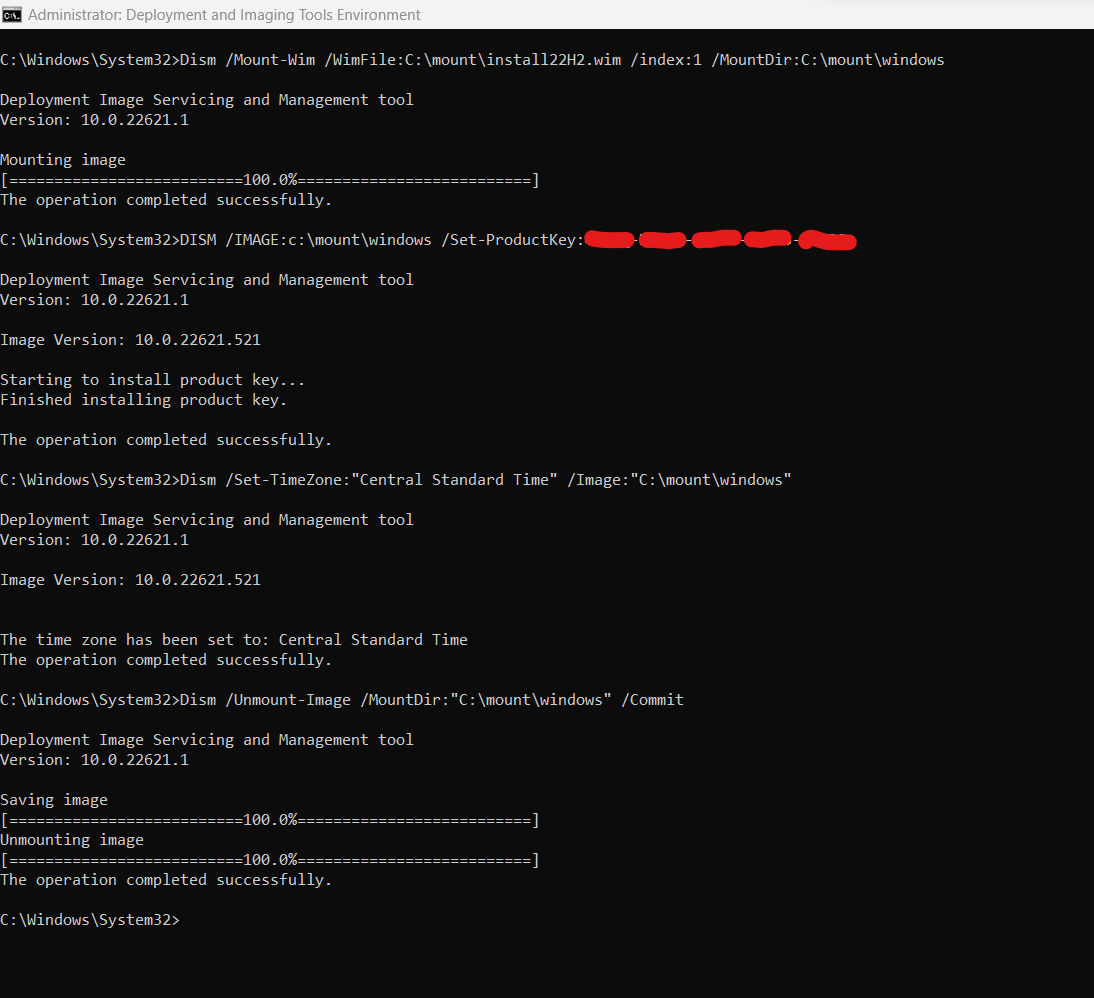 Administrator: Deployment and Imaging Tools Environment
C:\Windows\System32>Dism /Mount-Wim /WimFile:C:\mount\install22H2.wim /index:1 /MountDir:C:\mount\windows
Deployment Image Servicing and Management tool
Version: 10.0.22621.1
Mounting image
[==========================100.0%==========================]
The operation completed successfully.
C:\Windows\System32>DISM /IMAGE:c:\mount\windows /Set-ProductKey:
Deployment Image Servicing and Management tool
Version: 10.0.22621.1
Image Version: 10.0.22621.521
Starting to install product key...
Finished installing product key.
The operation completed successfully.
C:\Windows\System32>Dism /Set-TimeZone:"Central Standard Time" /Image:"C:\mount\windows"
Deployment Image Servicing and Management tool
Version: 10.0.22621.1
Image Version: 10.0.22621.521
The time zone has been set to: Central Standard Time
The operation completed successfully.
C:\Windows\System32>Dism /Unmount-Image /MountDir:"C:\mount\windows" /Commit
Deployment Image Servicing and Management tool
Version: 10.0.22621.1
Saving image
[==========================100.0%==========================]
Unmounting image
[==========================100.0%==========================]
The operation completed successfully.
C:\Windows\System32>